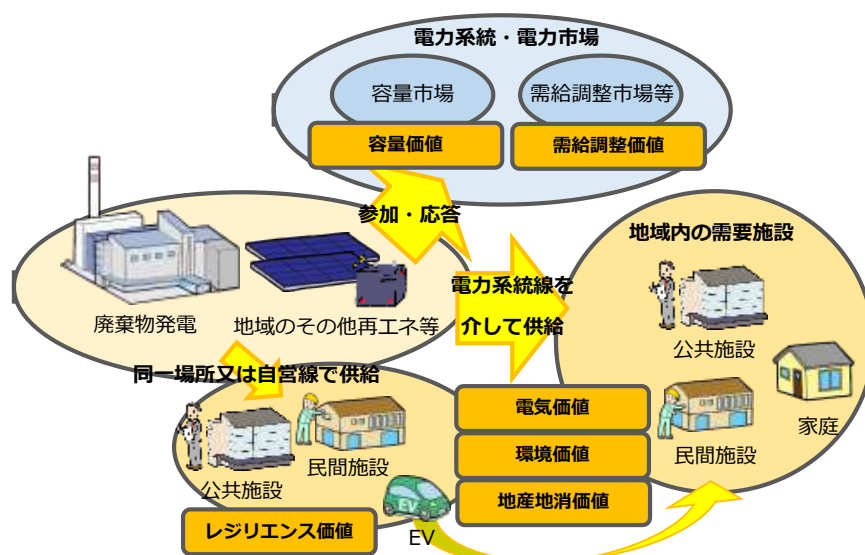 電力系統・電力市場
容量市場
需給調整市場等
容量価値
需給調整価値
参加・応答
地域内の需要施設
廃棄物発電
地域のその他再エネ等
電力系統線を
介して供給
公共施設
同一場所又は自営線で供給
電気価値
家庭
民間施設
環境価値
民間施設
公共施設
地産地消価値
レジリエンス価値
EV
EV